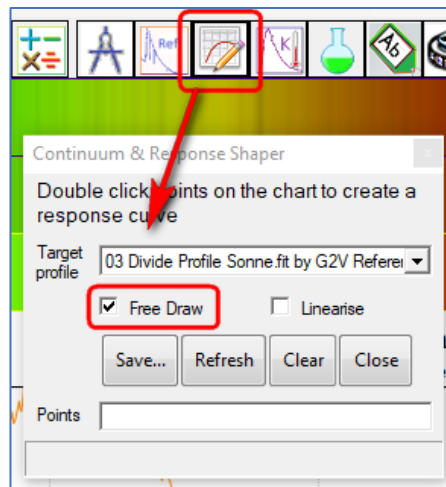 Ref
K
Ab
Continuum & Response Shaper
x
Double click points on the chart to create a
response curve
Target
profile
03 Divide Profile Sonne.fit by G2V Referer
Free Draw
Linearise
Save...
Refresh
Clear
Close
Points